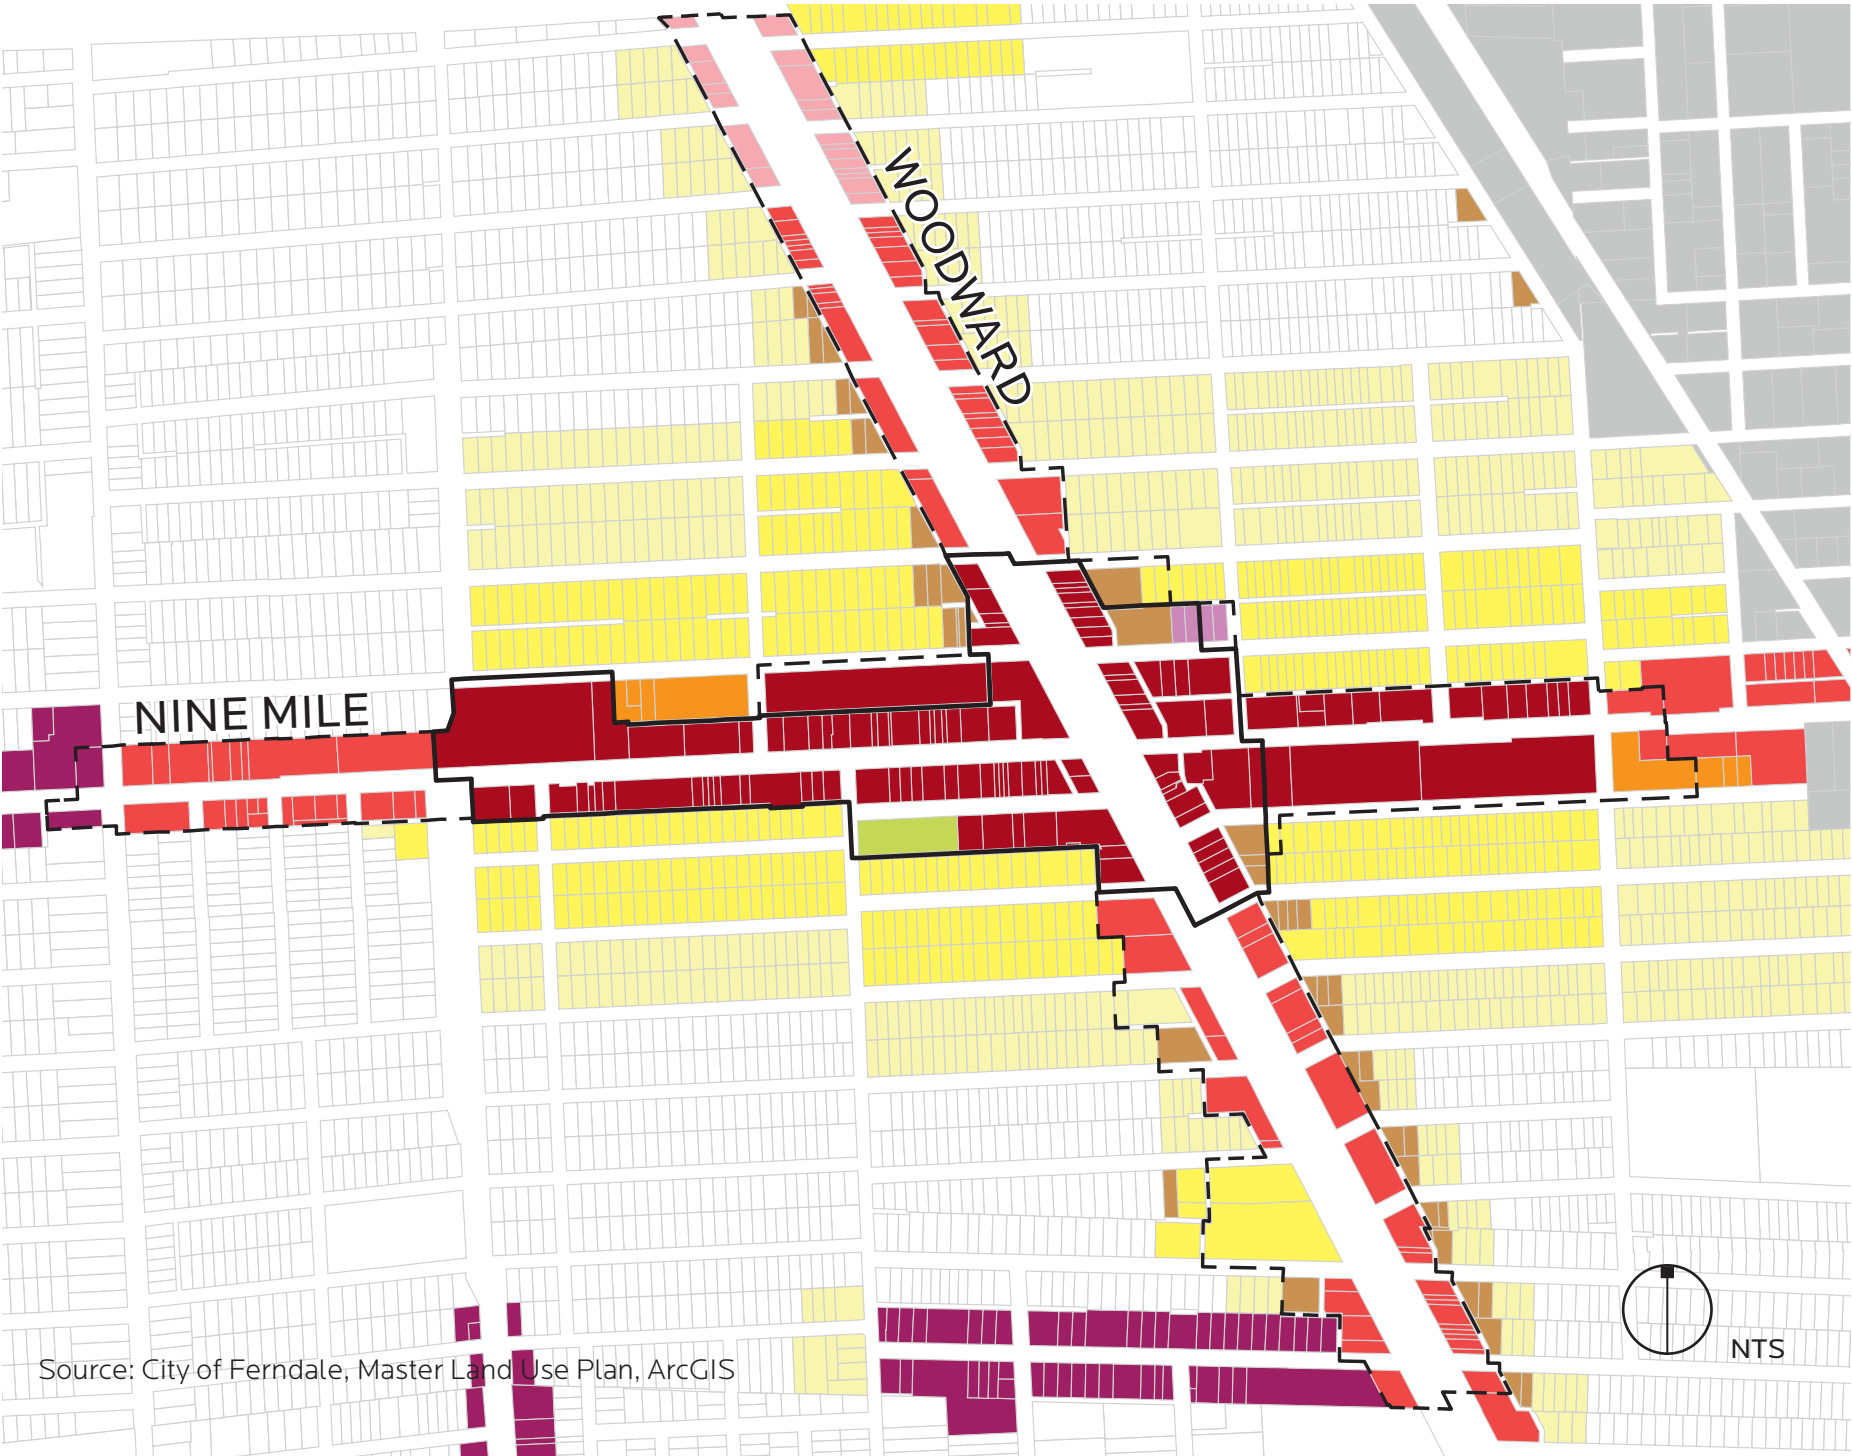 WOODWARD
NINE MILE
NTS
Source: City of Ferndale, Master Land Use Plan, ArcGIS